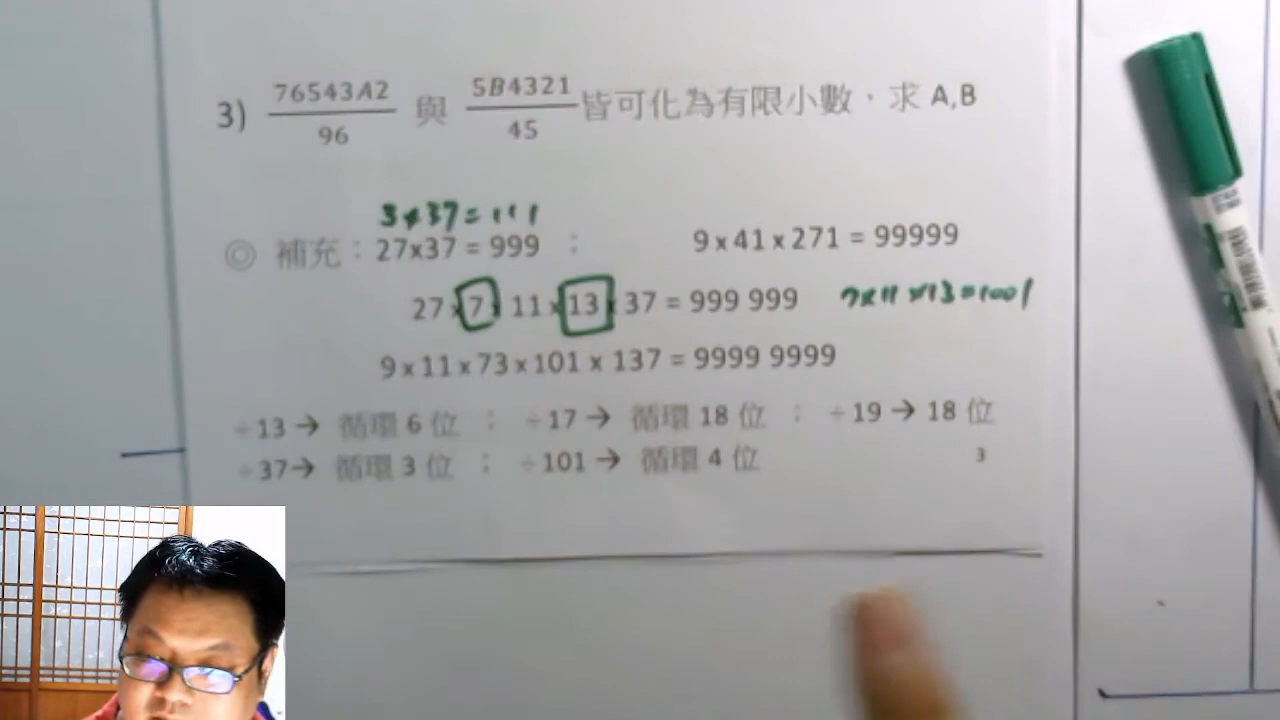 3) 76543A2/96 與 5B4321/45 皆可化為有限小數，求 A,B
3×37=111
◎ 補充：27x37 = 999 ； 9 x 41 x 271 = 99999
27 x 7 x 11 x 13 x 37 = 999 999 7×11×13=1001
9 x 11 x 73 x 101 x 137 = 9999 9999
÷13→ 循環 6 位 ； ÷17→ 循環 18 位 ； ÷19→ 18 位
÷37→ 循環 3 位 ； ÷101→ 循環 4 位
3